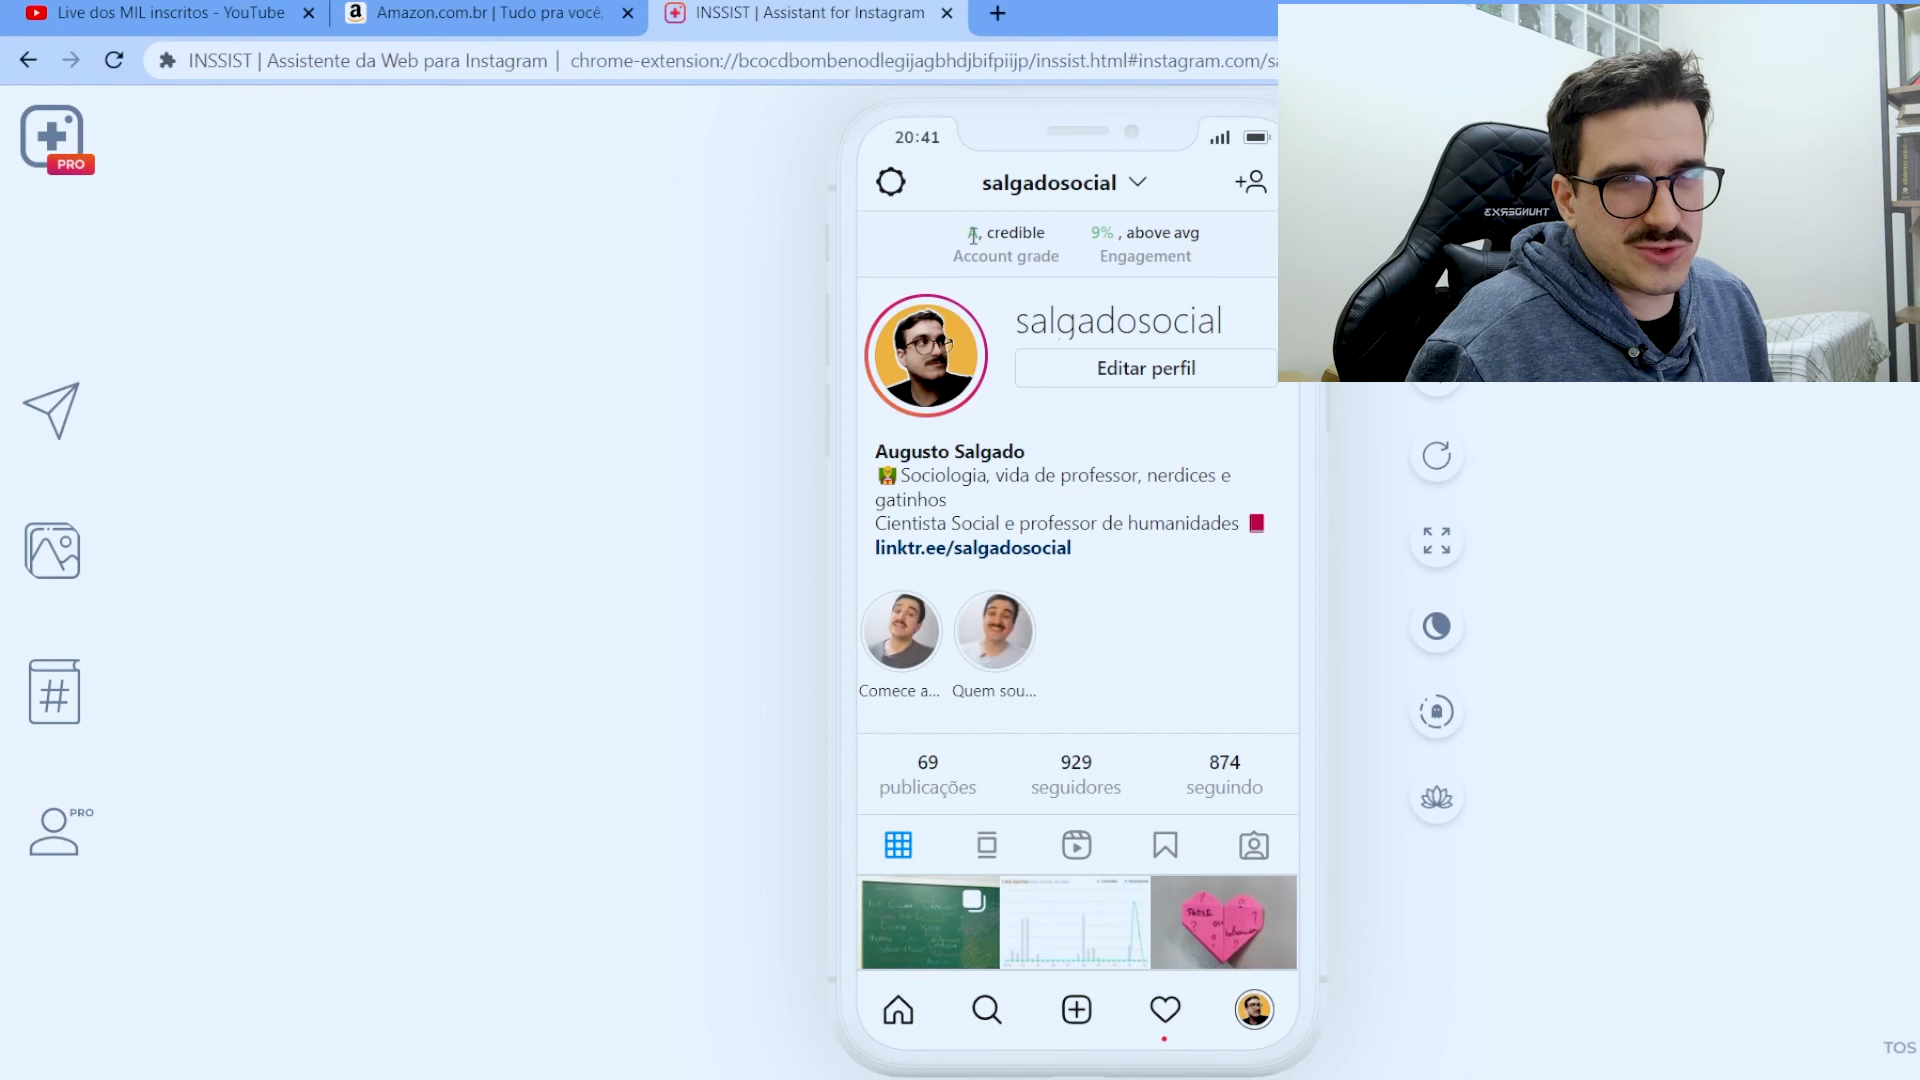 Live dos MIL inscritos - YouTube
Amazon.com.br | Tudo pra você,
INSSIST | Assistant for Instagram
INSSIST | Assistente da Web para Instagram | chrome-extension://bcocdbombenodlegijagbhdjbifpiijp/inssist.html#instagram.com/sa
PRO
20:41
salgadosocial
A, credible
Account grade
9% , above avg
Engagement
salgadosocial
Editar perfil
THUNDERX3
Augusto Salgado
Sociologia, vida de professor, nerdices e
gatinhos
Cientista Social e professor de humanidades
linktr.ee/salgadosocial
Comece a...
Quem sou...
69
publicações
929
seguidores
874
seguindo
PRO
TOS